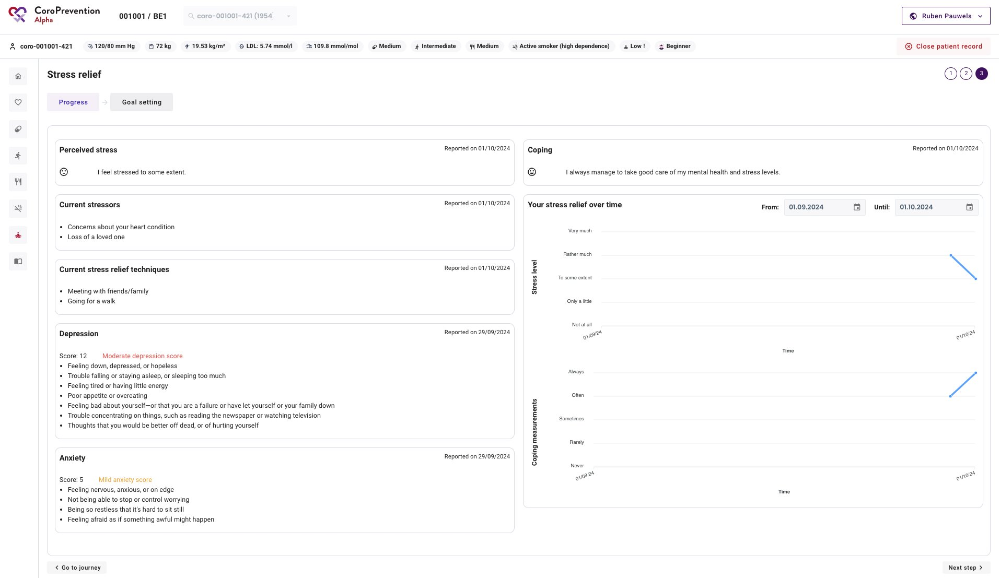 CoroPrevention
Alpha
001001 / BE1
coro-001001-421 (1954)
Ruben Pauwels
coro-001001-421
120/80 mm Hg
72 kg
19.53 kg/m²
LDL: 5.74 mmol/l
109.8 mmol/mol
Medium
Intermediate
Medium
Active smoker (high dependence)
Low !
Beginner
Close patient record
Stress relief
1
2
3
Progress
Goal setting
Perceived stress
Reported on 01/10/2024
I feel stressed to some extent.
Coping
Reported on 01/10/2024
I always manage to take good care of my mental health and stress levels.
Current stressors
Reported on 01/10/2024
• Concerns about your heart condition
• Loss of a loved one
Current stress relief techniques
Reported on 01/10/2024
• Meeting with friends/family
• Going for a walk
Depression
Reported on 29/09/2024
Score: 12 Moderate depression score
• Feeling down, depressed, or hopeless
• Trouble falling or staying asleep, or sleeping too much
• Feeling tired or having little energy
• Poor appetite or overeating
• Feeling bad about yourself—or that you are a failure or have let yourself or your family down
• Trouble concentrating on things, such as reading the newspaper or watching television
• Thoughts that you would be better off dead, or of hurting yourself
Anxiety
Reported on 29/09/2024
Score: 5 Mild anxiety score
• Feeling nervous, anxious, or on edge
• Not being able to stop or control worrying
• Being so restless that it's hard to sit still
• Feeling afraid as if something awful might happen
Your stress relief over time
From: 01.09.2024
Until: 01.10.2024
Stress level
Very much
Rather much
To some extent
Only a little
Not at all
01/09/24
01/10/24
Time
Coping measurements
Always
Often
Sometimes
Rarely
Never
01/09/24
01/10/24
Time
Go to journey
Next step